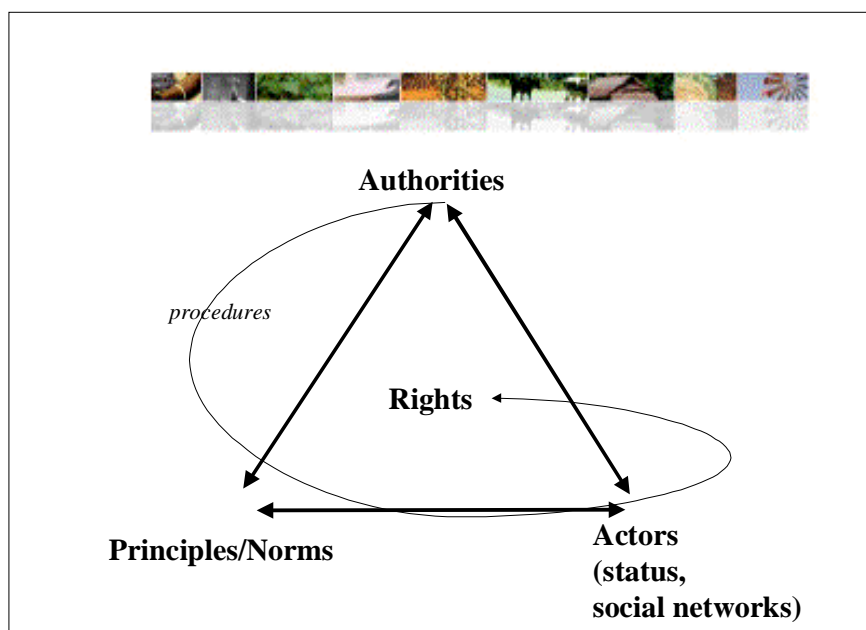 Authorities
procedures
Rights
Principles/Norms
Actors
(status,
social networks)